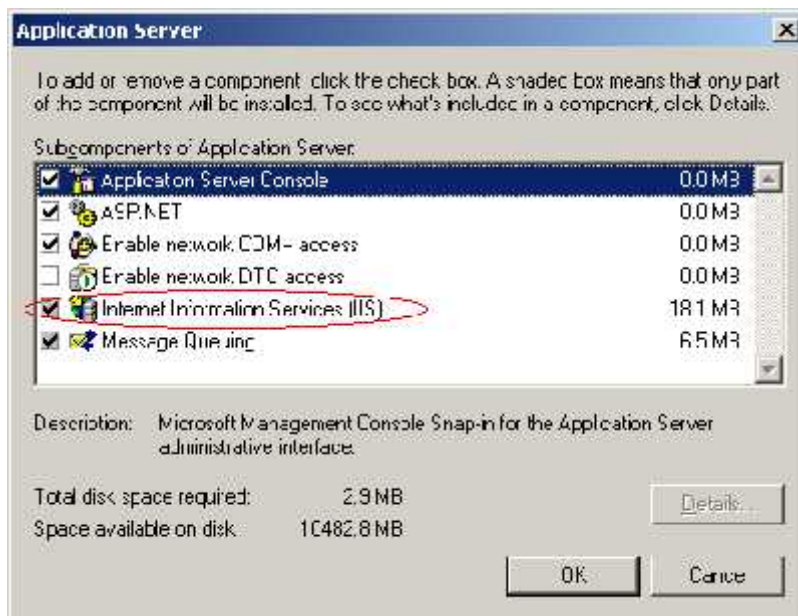 Application Server
To add or remove a component, click the check box. A shaded box means that only part
of the component will be installed. To see what's included in a component, click Details.
Subcomponents of Application Server:
Application Server Console 0.0 MB
ASP.NET 0.0 MB
Enable network COM+ access 0.0 MB
Enable network DTC access 0.0 MB
Internet Information Services (IIS) 18.1 MB
Message Queuing 6.5 MB
Description: Microsoft Management Console Snap-in for the Application Server
administrative interface.
Total disk space required: 2.9 MB
Space available on disk: 10482.8 MB
Details...
OK Cancel